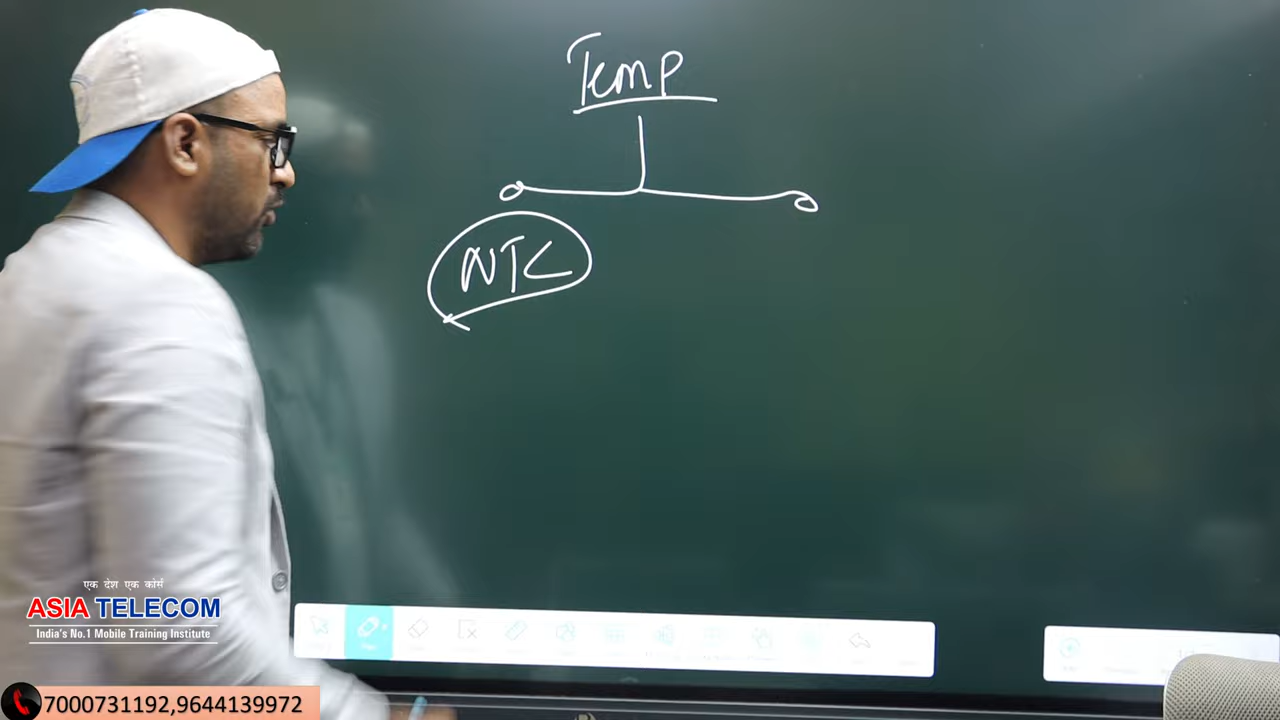 Temp
NTC
एक देश एक कोर्स
ASIA TELECOM
India's No.1 Mobile Training Institute
7000731192,9644139972